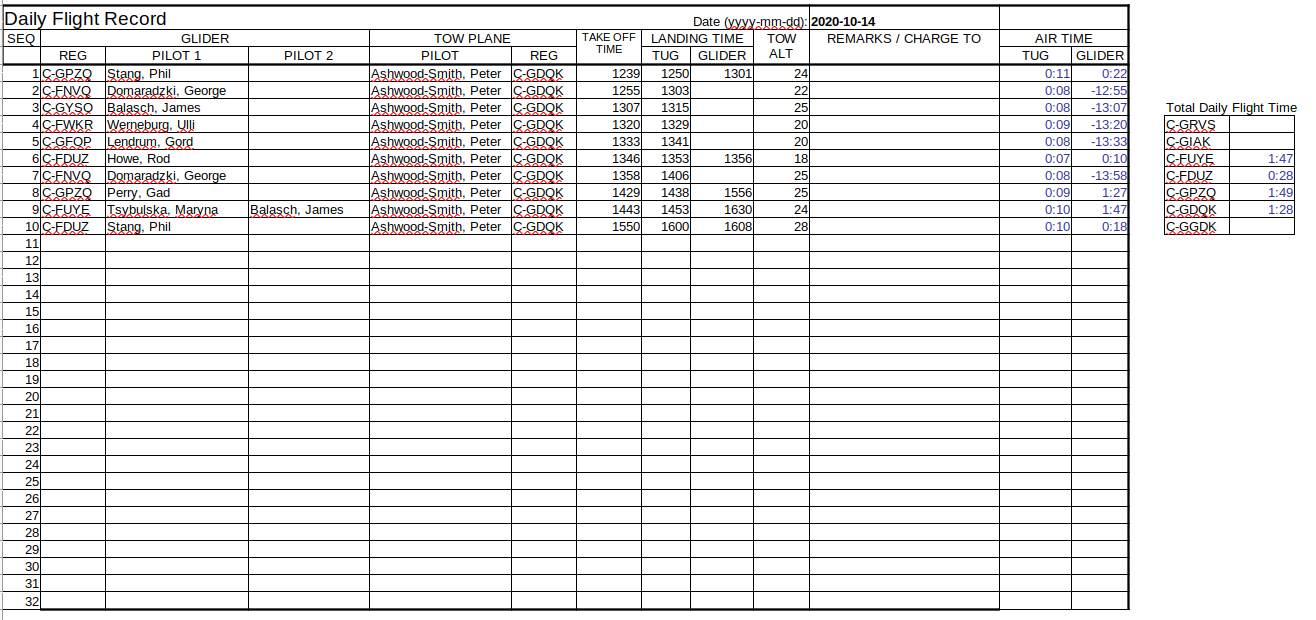 Daily Flight Record Date (yyyy-mm-dd): 2020-10-14
SEQ GLIDER TOW PLANE TAKE OFF TIME LANDING TIME TOW ALT REMARKS / CHARGE TO AIR TIME
REG PILOT 1 PILOT 2 PILOT REG TUG GLIDER TUG GLIDER
1 C-GPZQ Stang, Phil Ashwood-Smith, Peter C-GDQK 1239 1250 1301 24 0:11 0:22
2 C-FNVQ Domaradzki, George Ashwood-Smith, Peter C-GDQK 1255 1303 22 0:08 -12:55
3 C-GYSQ Balasch, James Ashwood-Smith, Peter C-GDQK 1307 1315 25 0:08 -13:07
4 C-FWKR Werneburg, Ulli Ashwood-Smith, Peter C-GDQK 1320 1329 20 0:09 -13:20
5 C-GFOP Lendrum, Gord Ashwood-Smith, Peter C-GDQK 1333 1341 20 0:08 -13:33
6 C-FDUZ Howe, Rod Ashwood-Smith, Peter C-GDQK 1346 1353 1356 18 0:07 0:10
7 C-FNVQ Domaradzki, George Ashwood-Smith, Peter C-GDQK 1358 1406 25 0:08 -13:58
8 C-GPZQ Perry, Gad Ashwood-Smith, Peter C-GDQK 1429 1438 1556 25 0:09 1:27
9 C-FUYE Tsybulska, Maryna Balasch, James Ashwood-Smith, Peter C-GDQK 1443 1453 1630 24 0:10 1:47
10 C-FDUZ Stang, Phil Ashwood-Smith, Peter C-GDQK 1550 1600 1608 28 0:10 0:18
11
12
13
14
15
16
17
18
19
20
21
22
23
24
25
26
27
28
29
30
31
32
Total Daily Flight Time
C-GRVS
C-GIAK
C-FUYE 1:47
C-FDUZ 0:28
C-GPZQ 1:49
C-GDQK 1:28
C-GGDK